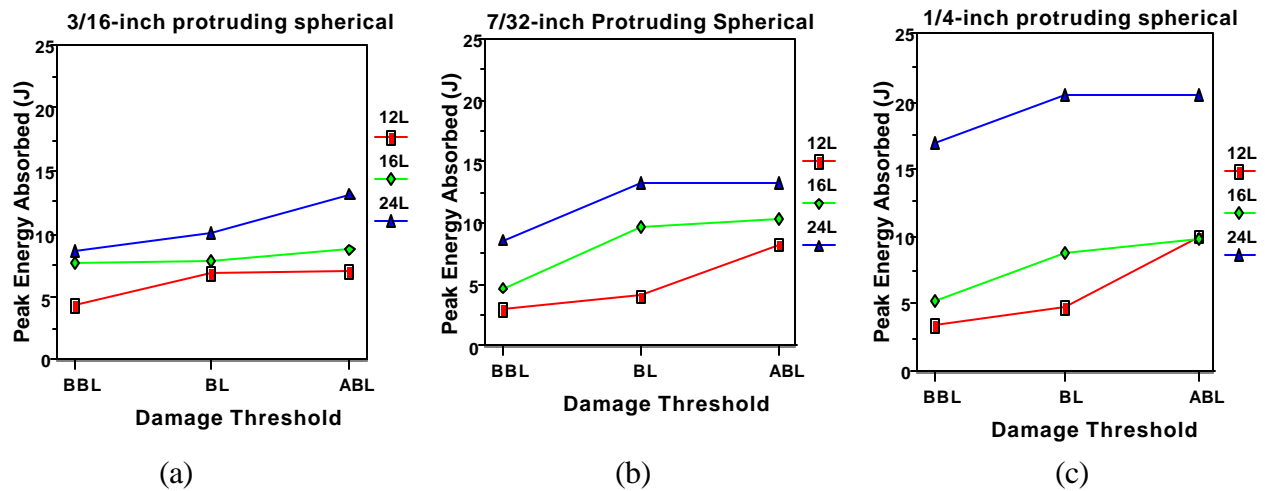 3/16-inch protruding spherical
Peak Energy Absorbed (J)
25
20
15
10
5
0
BBL BL ABL
Damage Threshold
12L
16L
24L
(a)
7/32-inch Protruding Spherical
Peak Energy Absorbed (J)
25
20
15
10
5
0
BBL BL ABL
Damage Threshold
12L
16L
24L
(b)
1/4-inch protruding spherical
Peak Energy Absorbed (J)
25
20
15
10
5
0
BBL BL ABL
Damage Threshold
12L
16L
24L
(c)